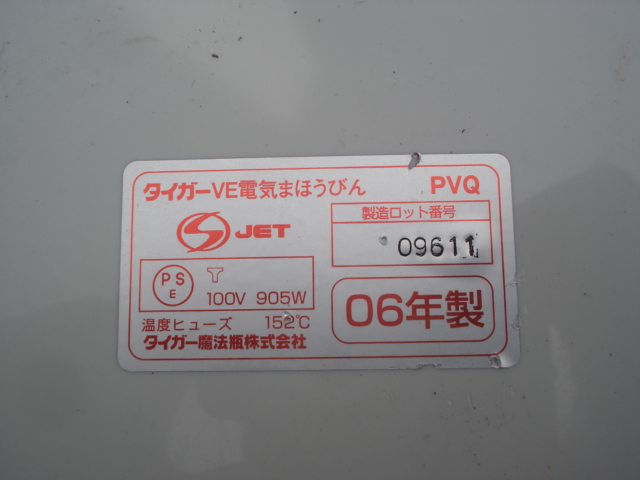 タイガーVE電気まほうびん PVQ
製造ロット番号
S JET
09611
PS
E
T
100V 905W
06年製
温度ヒューズ 152℃
タイガー魔法瓶株式会社